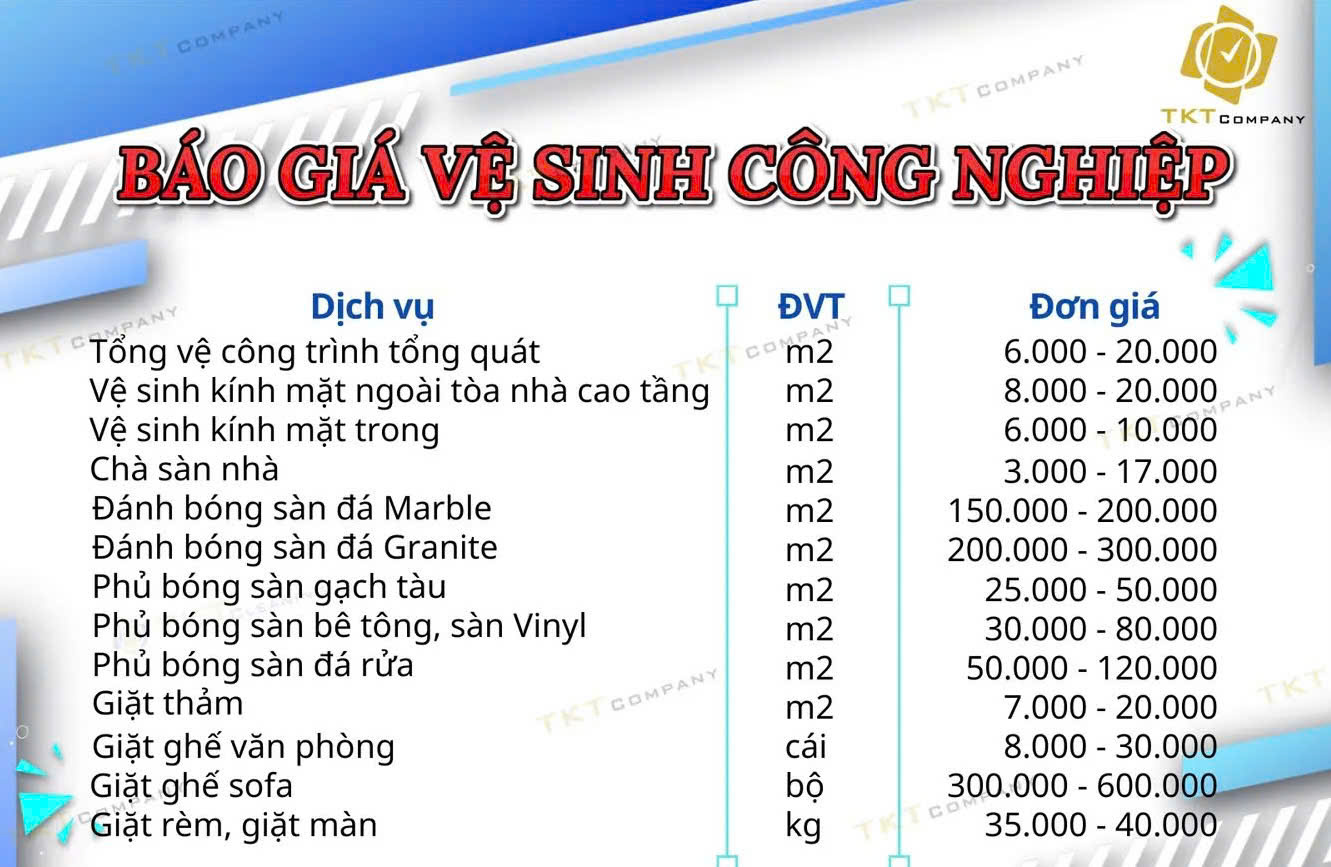 TKT COMPANY
BÁO GIÁ VỆ SINH CÔNG NGHIỆP
Dịch vụ ĐVT Đơn giá
Tổng vệ công trình tổng quát m2 6.000 - 20.000
Vệ sinh kính mặt ngoài tòa nhà cao tầng m2 8.000 - 20.000
Vệ sinh kính mặt trong m2 6.000 - 10.000
Chà sàn nhà m2 3.000 - 17.000
Đánh bóng sàn đá Marble m2 150.000 - 200.000
Đánh bóng sàn đá Granite m2 200.000 - 300.000
Phủ bóng sàn gạch tàu m2 25.000 - 50.000
Phủ bóng sàn bê tông, sàn Vinyl m2 30.000 - 80.000
Phủ bóng sàn đá rửa m2 50.000 - 120.000
Giặt thảm m2 7.000 - 20.000
Giặt ghế văn phòng cái 8.000 - 30.000
Giặt ghế sofa bộ 300.000 - 600.000
Giặt rèm, giặt màn kg 35.000 - 40.000